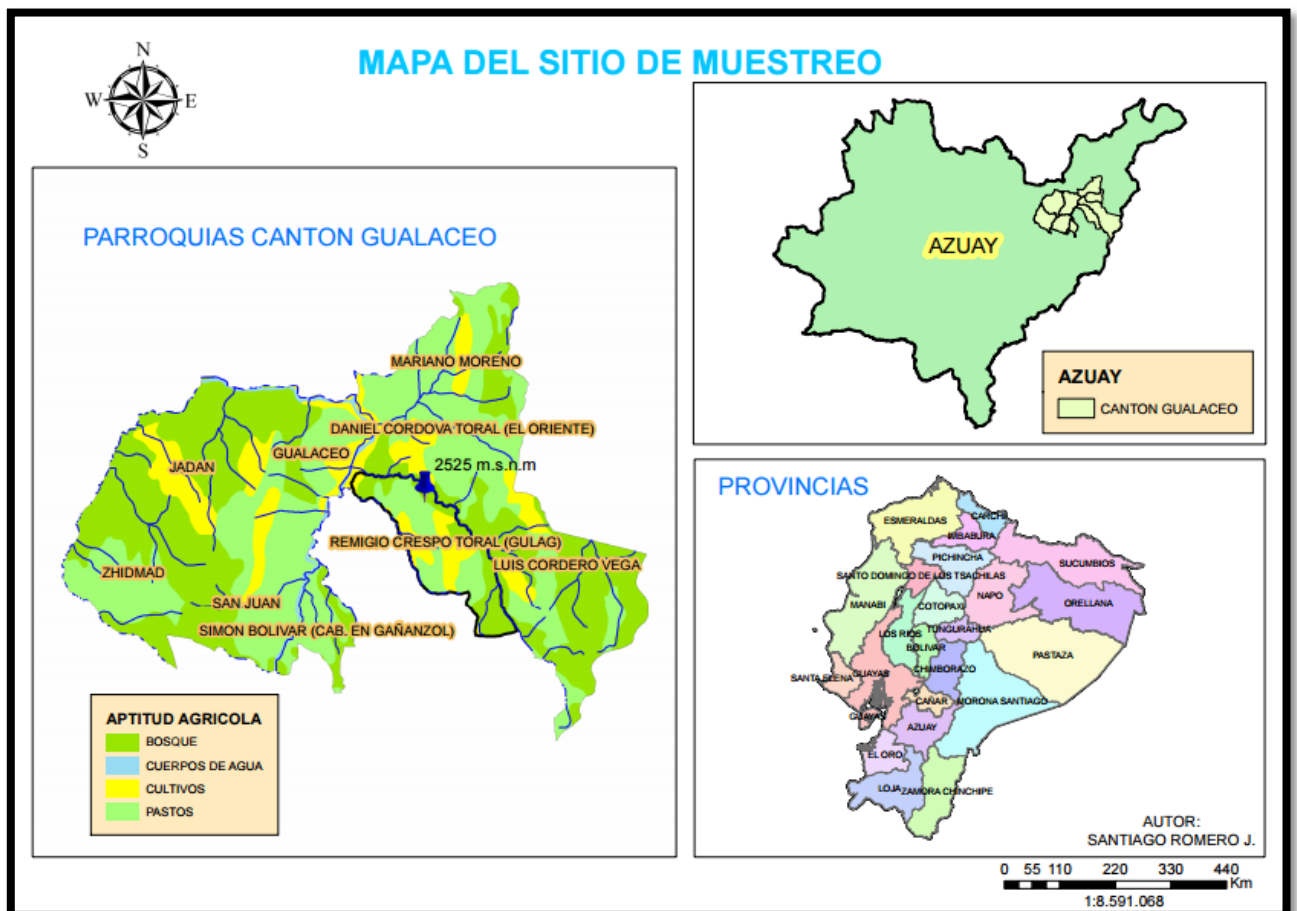 MAPA DEL SITIO DE MUESTREO
N
W
E
S
PARROQUIAS CANTON GUALACEO
MARIANO MORENO
DANIEL CORDOVA TORAL (EL ORIENTE)
GUALACEO
JADAN
2525 m.s.n.m
REMIGIO CRESPO TORAL (GULAG)
LUIS CORDERO VEGA
ZHIDMAD
SAN JUAN
SIMON BOLIVAR (CAB. EN GAÑANZOL)
APTITUD AGRICOLA
BOSQUE
CUERPOS DE AGUA
CULTIVOS
PASTOS
AZUAY
AZUAY
CANTON GUALACEO
PROVINCIAS
ESMERALDAS
CARCHI
IMBABURA
PICHINCHA
SUCUMBIOS
SANTO DOMINGO DE LOS TSACHILAS
NAPO
ORELLANA
MANABI
COTOPAXI
TUNGURAHUA
LOS RIOS
BOLIVAR
PASTAZA
CHIMBORAZO
SANTA ELENA
GUAYAS
CAÑAR
MORONA SANTIAGO
GUAYAS
AZUAY
EL ORO
LOJA
ZAMORA CHINCHIPE
AUTOR:
SANTIAGO ROMERO J.
0 55 110 220 330 440
Km
1:8.591.068